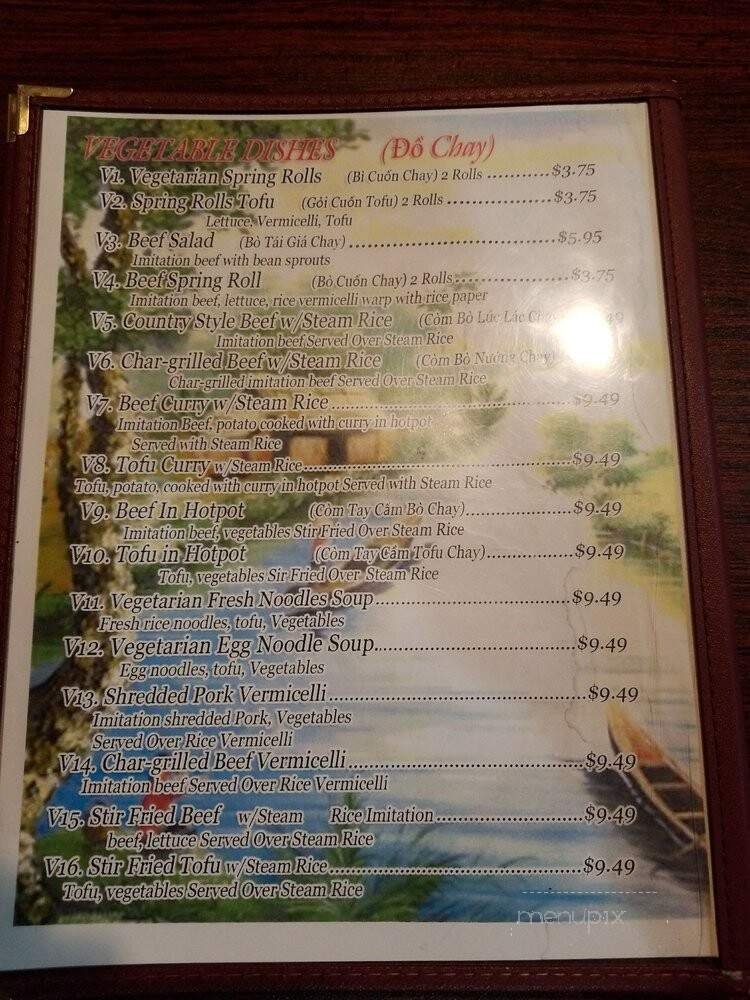 VEGETABLE DISHES (Đồ Chay)
V1. Vegetarian Spring Rolls (Bì Cuốn Chay) 2 Rolls ..........$3.75
V2. Spring Rolls Tofu (Gỏi Cuốn Tofu) 2 Rolls ..................$3.75
Lettuce, Vermicelli, Tofu
V3. Beef Salad (Bò Tái Giá Chay) ....................................$5.95
Imitation beef with bean sprouts
V4. Beef Spring Roll (Bò Cuốn Chay) 2 Rolls....................$3.75
Imitation beef, lettuce, rice vermicelli warp with rice paper
V5. Country Style Beef w/Steam Rice (Còm Bò Lúc Lác
Imitation beef Served Over Steam Rice
V6. Char-grilled Beef w/Steam Rice (Còm Bò Nướng Chay)
Char-grilled imitation beef Served Over Steam Rice
V7. Beef Curry w/Steam Rice ..........................................$9.49
Imitation Beef, potato cooked with curry in hotpot
Served with Steam Rice
V8. Tofu Curry w/Steam Rice..............................................$9.49
Tofu, potato, cooked with curry in hotpot Served with Steam Rice
V9. Beef In Hotpot (Còm Tay Cầm Bò Chay)....................$9.49
Imitation beef, vegetables Stir Fried Over Steam Rice
V10. Tofu in Hotpot (Còm Tay Cầm Tofu Chay)................$9.49
Tofu, vegetables Sir Fried Over Steam Rice
V11. Vegetarian Fresh Noodles Soup....................................$9.49
Fresh rice noodles, tofu, Vegetables
V12. Vegetarian Egg Noodle Soup....................................$9.49
Egg noodles, tofu, Vegetables
V13. Shredded Pork Vermicelli ...............................................$9.49
Imitation shredded Pork, Vegetables
Served Over Rice Vermicelli
V14. Char-grilled Beef Vermicelli ...........................................$9.49
Imitation beef Served Over Rice Vermicelli
V15. Stir Fried Beef w/Steam Rice Imitation ..........................$9.49
beef, lettuce Served Over Steam Rice
V16. Stir Fried Tofu w/Steam Rice..............................................$9.49
Tofu, vegetables Served Over Steam Rice
menupix